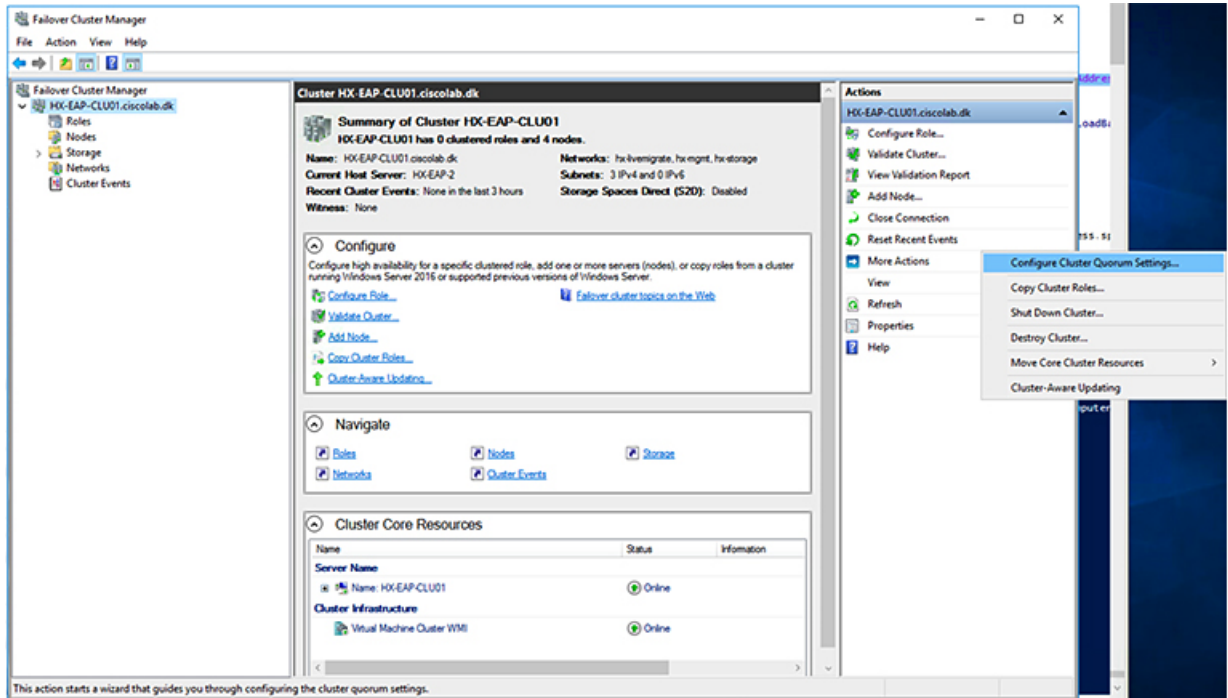 Failover Cluster Manager
File Action View Help
Failover Cluster Manager
HX-EAP-CLU01.ciscolab.dk
Roles
Nodes
Storage
Networks
Cluster Events
Cluster HX-EAP-CLU01.ciscolab.dk
Summary of Cluster HX-EAP-CLU01
HX-EAP-CLU01 has 0 clustered roles and 4 nodes.
Name: HX-EAP-CLU01.ciscolab.dk
Networks: hx-livemigrate, hx-mgmt, hx-storage
Current Host Server: HX-EAP-2
Subnets: 3 IPv4 and 0 IPv6
Recent Cluster Events: None in the last 3 hours
Storage Spaces Direct (S2D): Disabled
Witness: None
Configure
Configure high availability for a specific clustered role, add one or more servers (nodes), or copy roles from a cluster
running Windows Server 2016 or supported previous versions of Windows Server.
Configure Role...
Failover cluster topics on the Web
Validate Cluster...
Add Node...
Copy Cluster Roles...
Cluster-Aware Updating...
Navigate
Roles
Nodes
Storage
Networks
Cluster Events
Cluster Core Resources
Name Status Information
Server Name
Name: HX-EAP-CLU01 Online
Cluster Infrastructure
Virtual Machine Cluster WMI Online
Actions
HX-EAP-CLU01.ciscolab.dk
Configure Role...
Validate Cluster...
View Validation Report
Add Node...
Close Connection
Reset Recent Events
More Actions
View
Refresh
Properties
Help
Configure Cluster Quorum Settings...
Copy Cluster Roles...
Shut Down Cluster...
Destroy Cluster...
Move Core Cluster Resources
Cluster-Aware Updating
This action starts a wizard that guides you through configuring the cluster quorum settings.